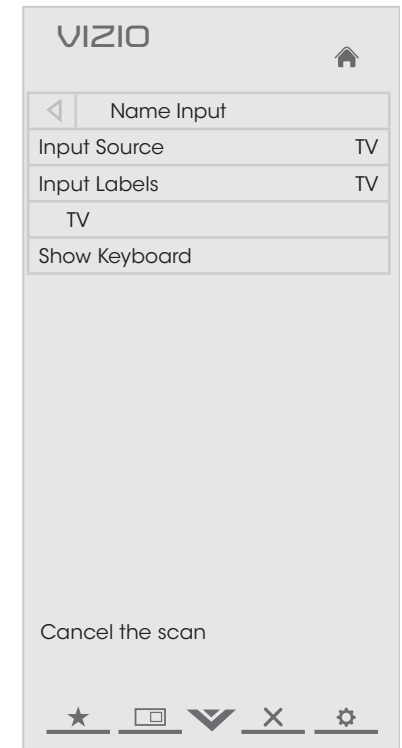 VIZIO
Name Input
Input Source TV
Input Labels TV
TV
Show Keyboard
Cancel the scan